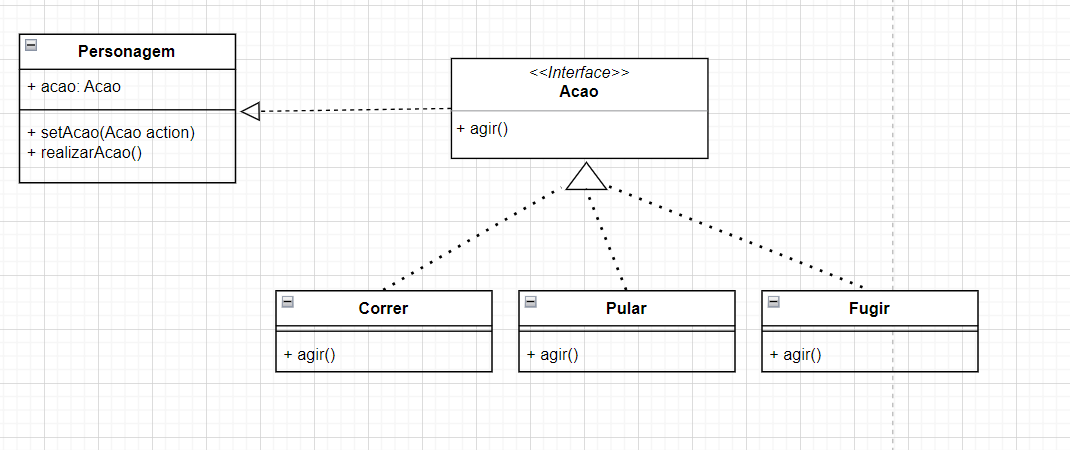 Personagem
+ acao: Acao
+ setAcao(Acao action)
+ realizarAcao()
<<Interface>>
Acao
+ agir()
Correr
+ agir()
Pular
+ agir()
Fugir
+ agir()